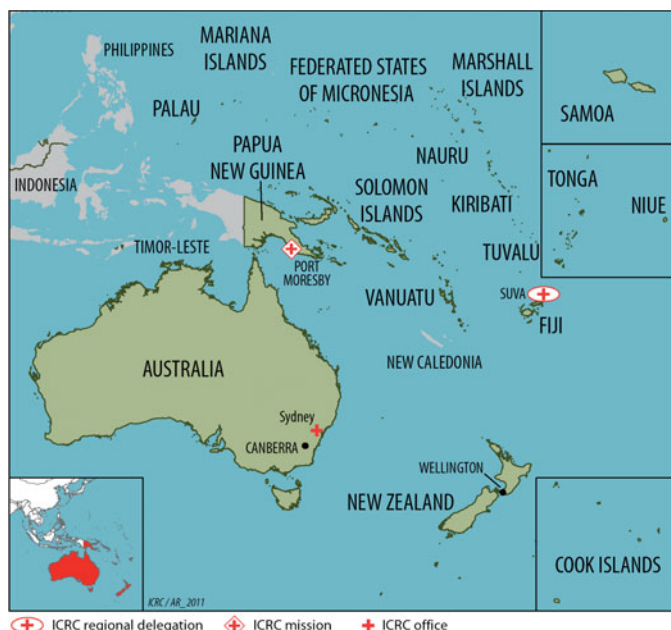 PHILIPPINES
MARIANA
ISLANDS
FEDERATED STATES
OF MICRONESIA
MARSHALL
ISLANDS
PALAU
SAMOA
PAPUA
NEW GUINEA
NAURU
INDONESIA
SOLOMON
ISLANDS
KIRIBATI
TONGA
NIUE
TIMOR-LESTE
TUVALU
PORT
MORESBY
VANUATU
SUVA
FIJI
NEW CALEDONIA
AUSTRALIA
Sydney
CANBERRA
WELLINGTON
NEW ZEALAND
COOK ISLANDS
ICRC / AR_ 2011
ICRC regional delegation ICRC mission ICRC office